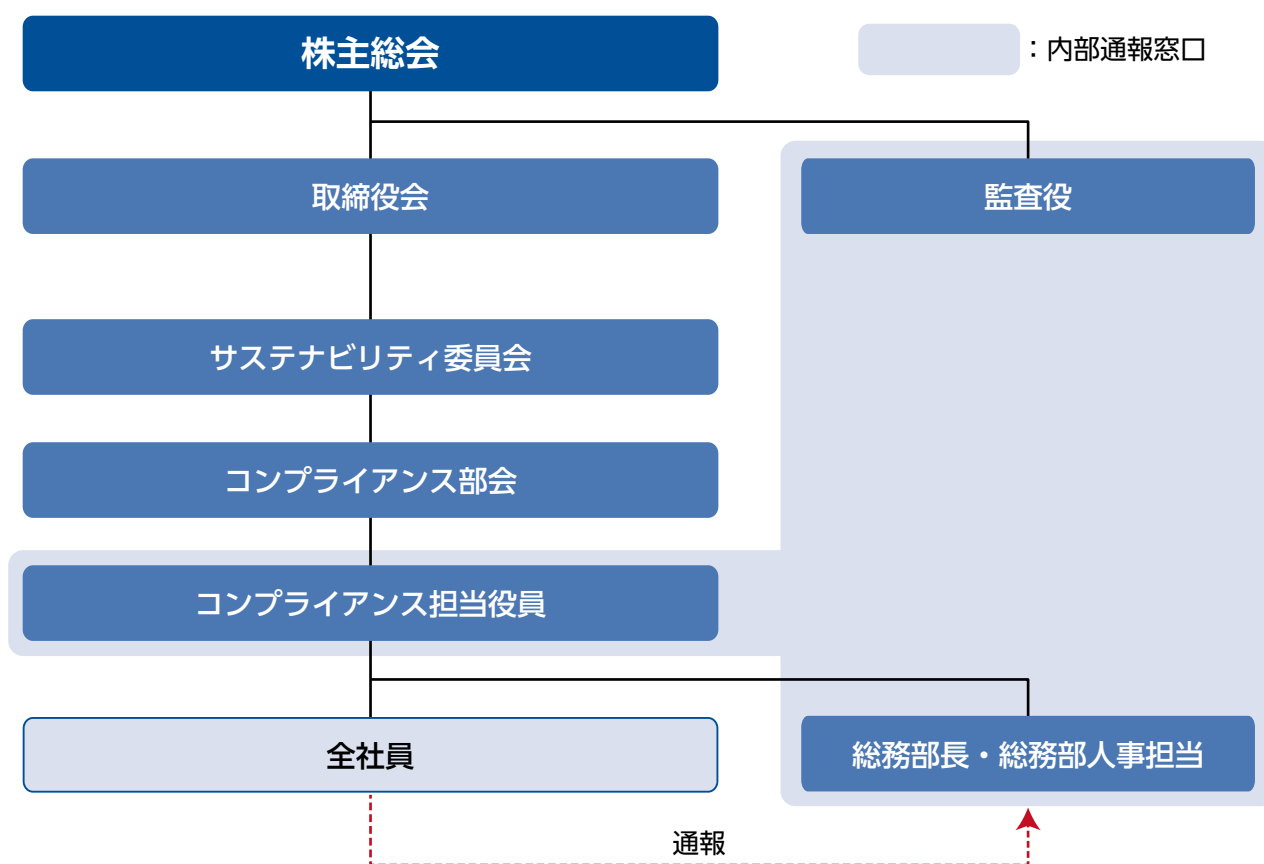 株主総会
：内部通報窓口
取締役会
監査役
サステナビリティ委員会
コンプライアンス部会
コンプライアンス担当役員
全社員
総務部長・総務部人事担当
通報